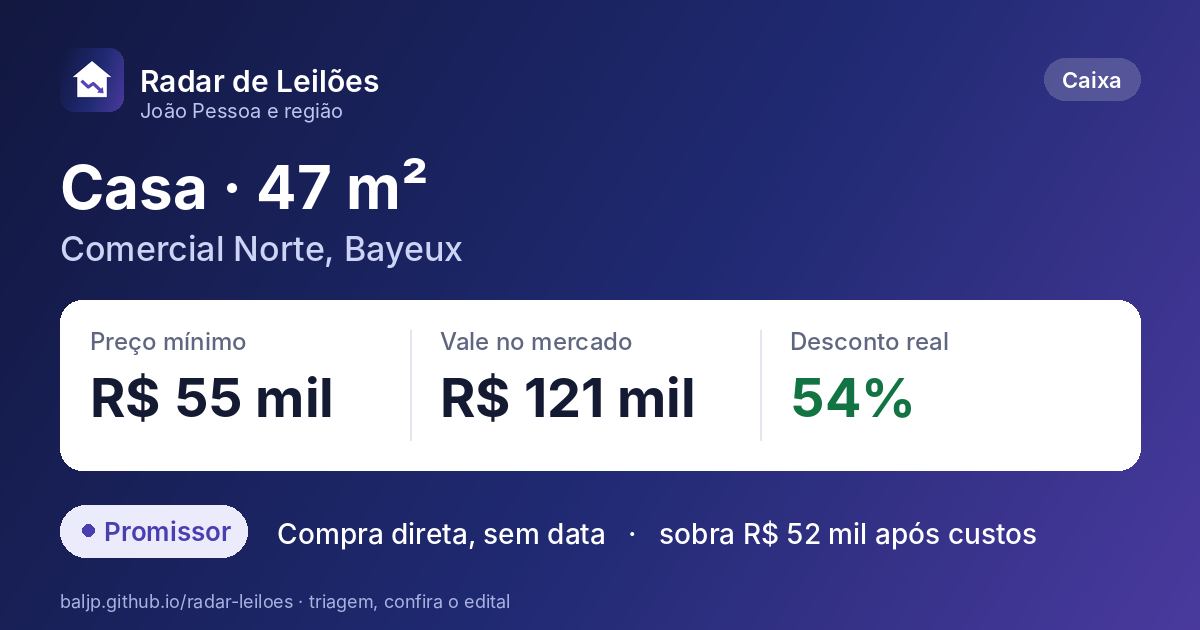 Radar de Leilões
João Pessoa e região
Caixa
Casa · 47 m²
Comercial Norte, Bayeux
Preço mínimo
R$ 55 mil
Vale no mercado
R$ 121 mil
Desconto real
54%
Promissor
Compra direta, sem data · sobra R$ 52 mil após custos
baljp.github.io/radar-leiloes · triagem, confira o edital